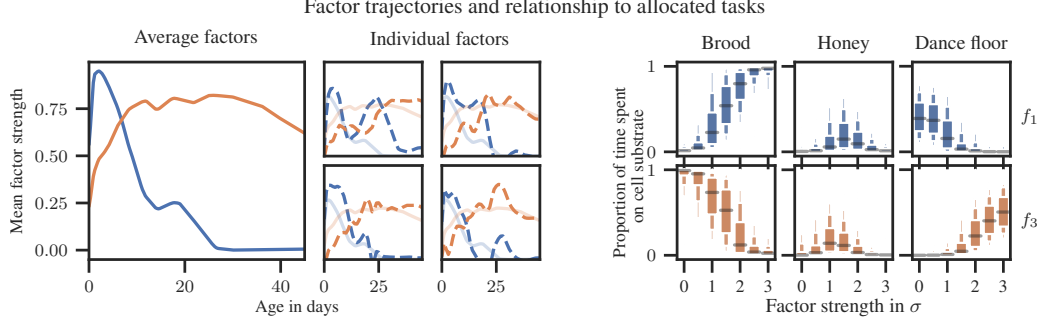 Factor trajectories and relationship to allocated tasks
Average factors
Individual factors
Brood
Honey
Dance floor
Mean factor strength
0.75
0.50
0.25
0.00
0
20
40
Age in days
0
25
0
25
Proportion of time spent
on cell substrate
1
0
1
0
f1
f3
0 1 2 3
0 1 2 3
0 1 2 3
Factor strength in σ